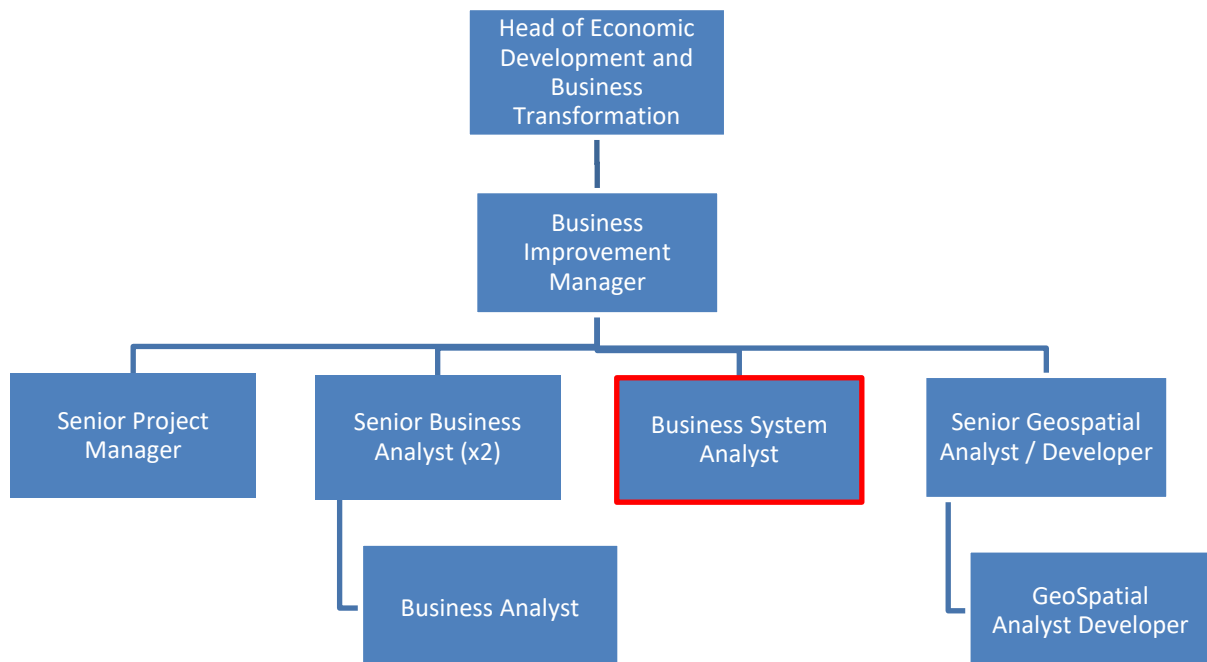 Head of Economic
Development and
Business
Transformation
Business
Improvement
Manager
Senior Project
Manager
Senior Business
Analyst (x2)
Business System
Analyst
Senior Geospatial
Analyst / Developer
Business Analyst
GeoSpatial
Analyst Developer